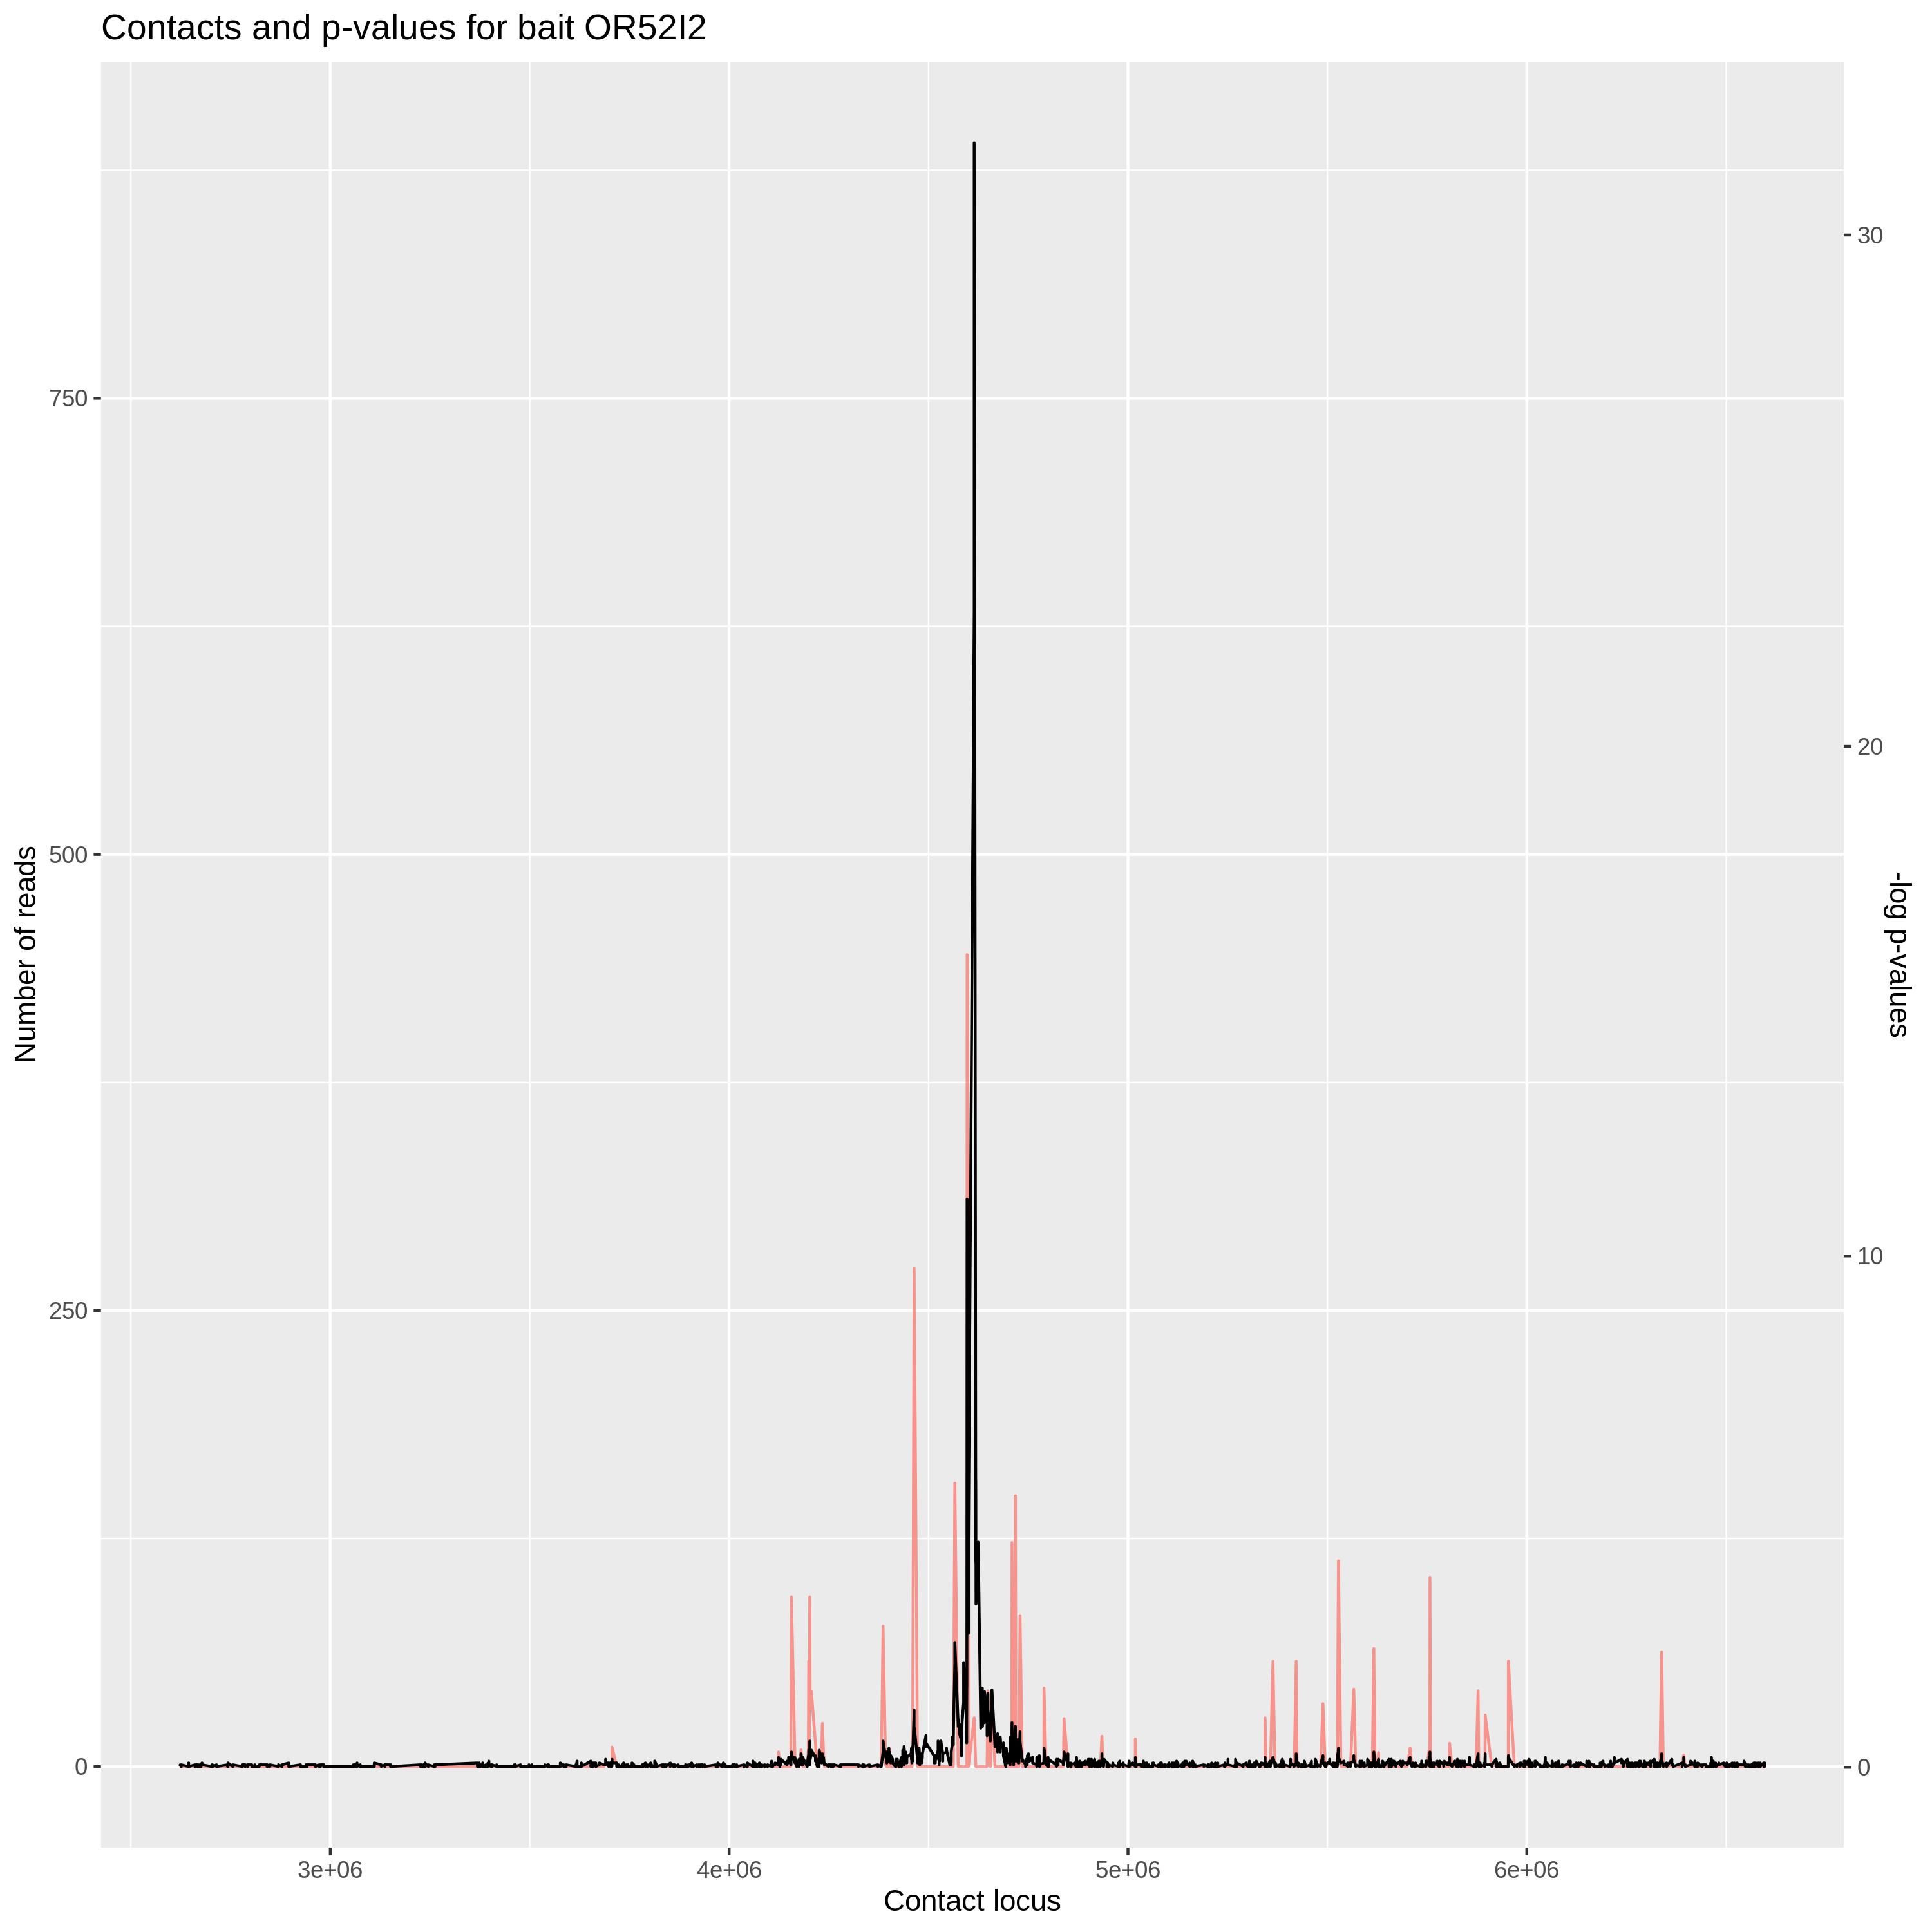 Contacts and p-values for bait OR52I2
750
500
250
0
Number of reads
30
20
10
0
-log p-values
3e+06
4e+06
5e+06
6e+06
Contact locus